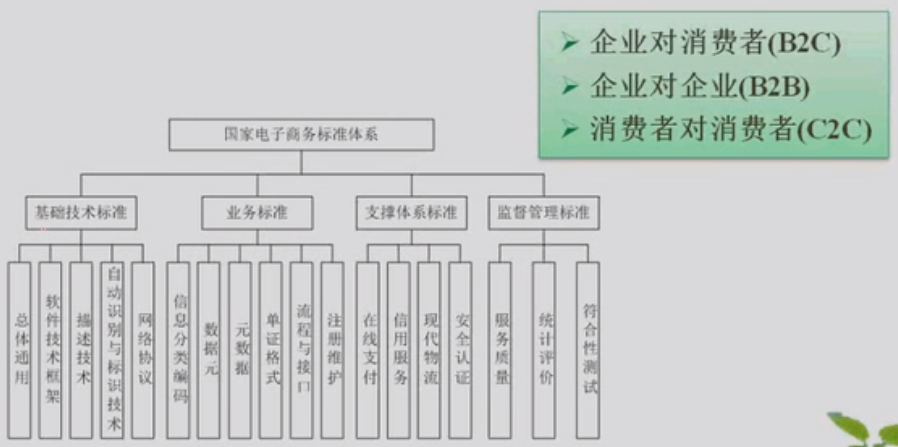 企业对消费者(B2C)
企业对企业(B2B)
消费者对消费者(C2C)
国家电子商务标准体系
基础技术标准
业务标准
支撑体系标准
监督管理标准
总体通用
软件技术框架
描述技术
自动识别与标识技术
网络协议
信息分类编码
数据元
元数据
单证格式
流程与接口
注册维护
在线支付
信用服务
现代物流
安全认证
服务质量
统计评价
符合性测试